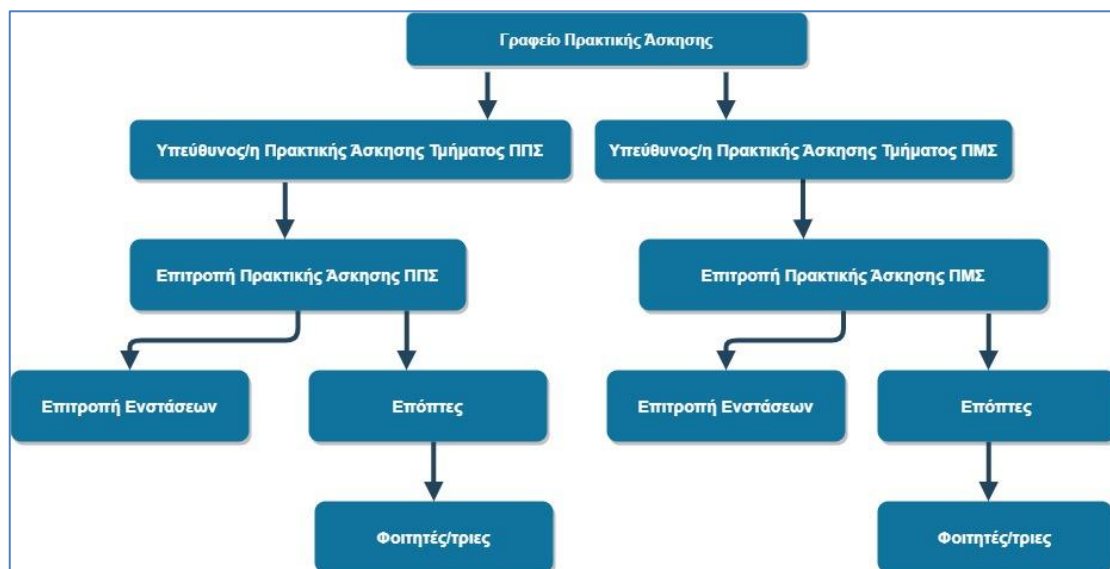 Γραφείο Πρακτικής Άσκησης
Υπεύθυνος/η Πρακτικής Άσκησης Τμήματος ΠΠΣ
Υπεύθυνος/η Πρακτικής Άσκησης Τμήματος ΠΜΣ
Επιτροπή Πρακτικής Άσκησης ΠΠΣ
Επιτροπή Πρακτικής Άσκησης ΠΜΣ
Επιτροπή Ενστάσεων
Επόπτες
Επιτροπή Ενστάσεων
Επόπτες
Φοιτητές/τριες
Φοιτητές/τριες